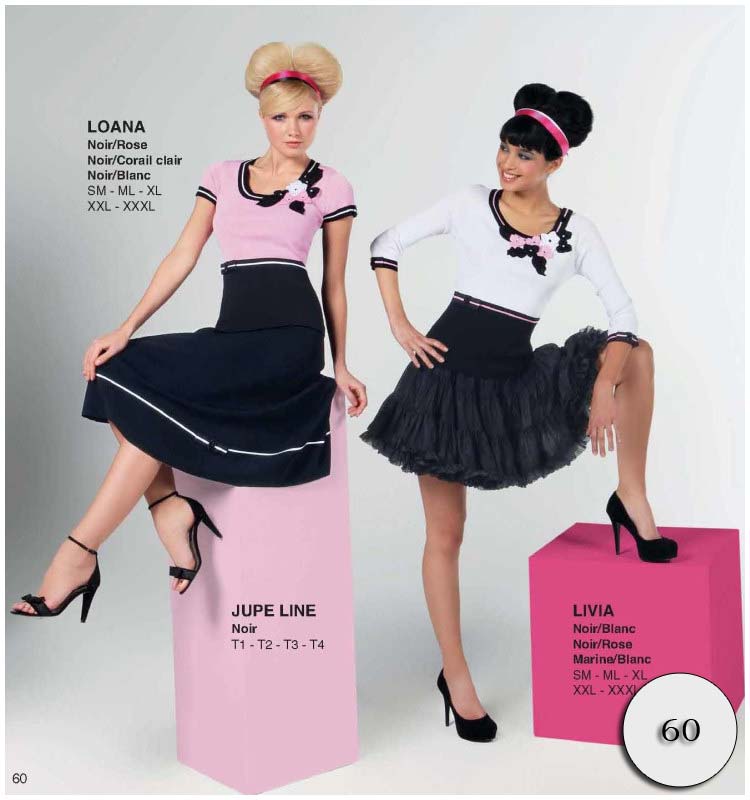 LOANA
Noir/Rose
Noir/Corail clair
Noir/Blanc
SM - ML - XL
XXL - XXXL
JUPE LINE
Noir
T1 - T2 - T3 - T4
LIVIA
Noir/Blanc
Noir/Rose
Marine/Blanc
SM - ML - XL
XXL - XXXL
60
60